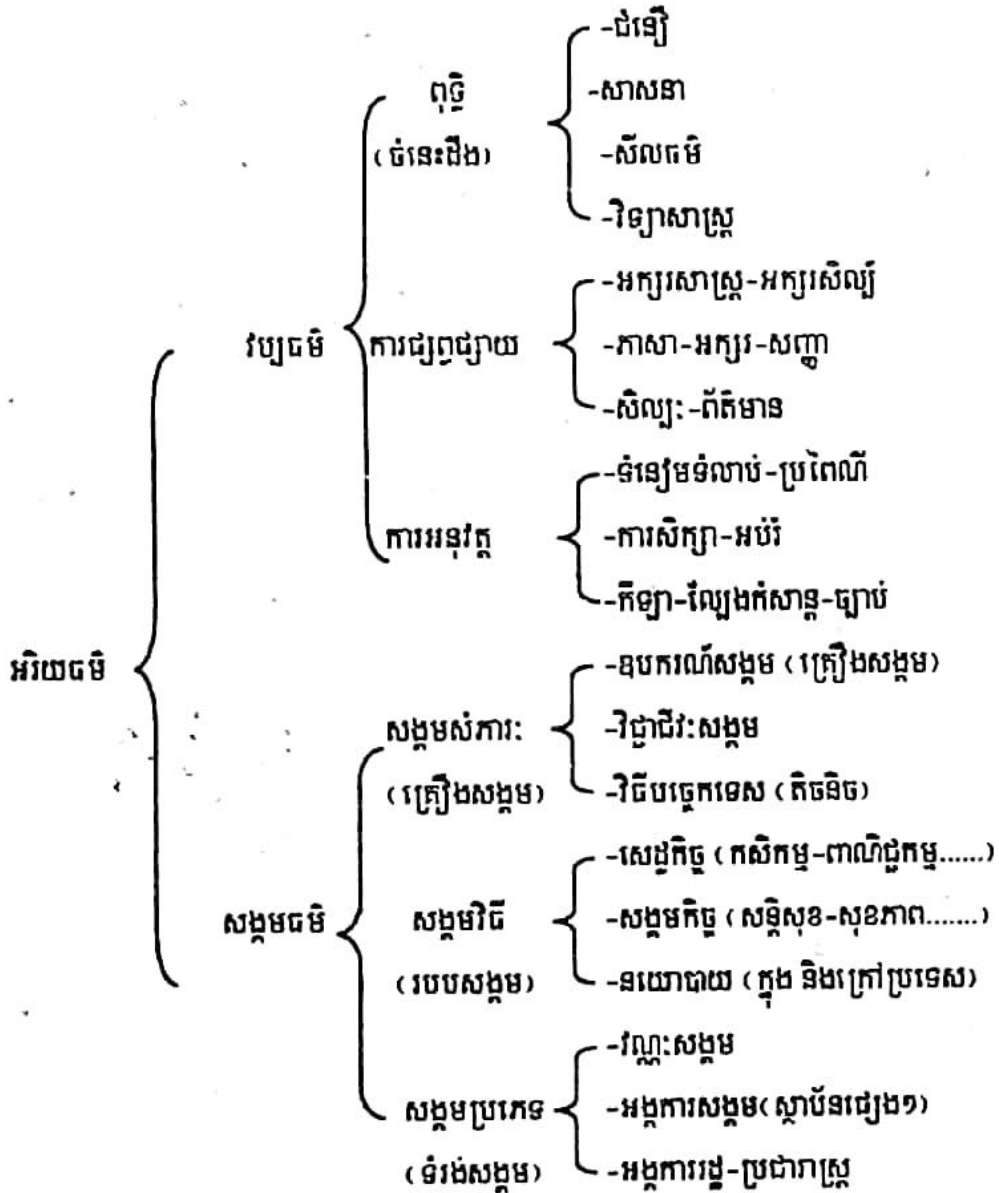 -ជំនឿ
ពុទ្ធិ
-សាសនា
(ចំនេះដឹង)
-សីលធម៌
-វិទ្យាសាស្ត្រ
-អក្សរសាស្ត្រ-អក្សរសិល្ប៍
វប្បធម៌
ការផ្សព្វផ្សាយ
-ភាសា-អក្សរ-សញ្ញា
-សិល្បៈ-ព័ត៌មាន
-ទំនៀមទំលាប់-ប្រពៃណី
ការអនុវត្ត
-ការសិក្សា-អប់រំ
-កីឡា-ល្បែងកំសាន្ត-ច្បាប់
អរិយធម៌
-ឧបករណ៍សង្គម (គ្រឿងសង្គម)
សង្គមសំភារៈ
-វិជ្ជាជីវៈសង្គម
(គ្រឿងសង្គម)
-វិធីបច្ចេកទេស (តិចនិច)
-សេដ្ឋកិច្ច (កសិកម្ម-ពាណិជ្ជកម្ម......)
សង្គមធម៌
សង្គមវិធី
-សង្គមកិច្ច (សន្តិសុខ-សុខភាព.......)
(របបសង្គម)
-នយោបាយ (ក្នុង និងក្រៅប្រទេស)
-វណ្ណៈសង្គម
សង្គមប្រភេទ
-អង្គការសង្គម(ស្ថាប័នផ្សេងៗ)
(ទំរង់សង្គម)
-អង្គការរដ្ឋ-ប្រជារាស្ត្រ